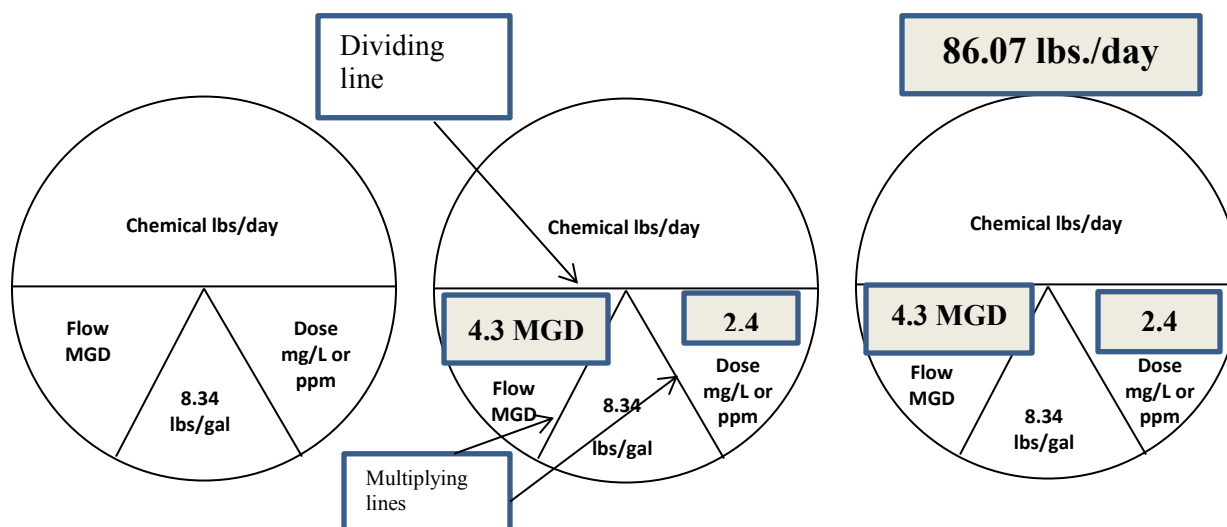 Dividing
line
86.07 lbs./day
Chemical lbs/day
Flow
MGD
8.34
lbs/gal
Dose
mg/L or
ppm
Chemical lbs/day
4.3 MGD
2.4
Flow
MGD
8.34
lbs/gal
Dose
mg/L or
ppm
Multiplying
lines
Chemical lbs/day
4.3 MGD
2.4
Flow
MGD
8.34
lbs/gal
Dose
mg/L or
ppm